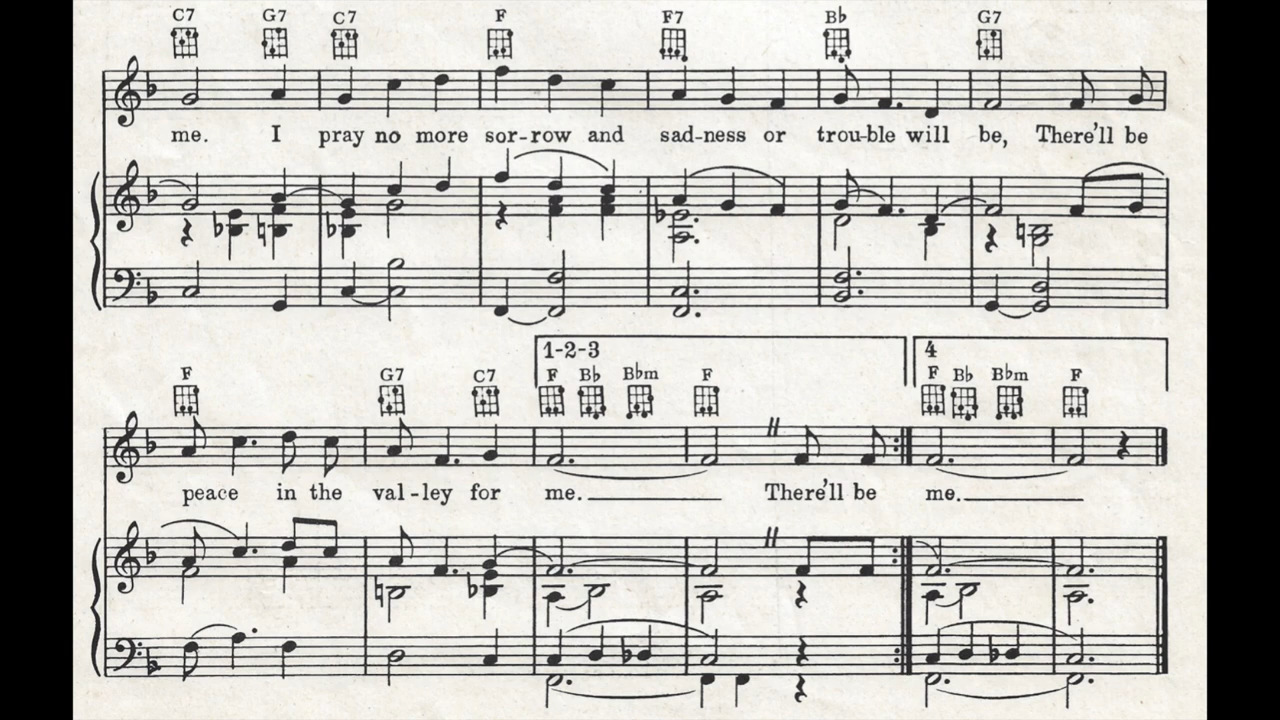 C7 G7 C7 F F7 B♭ G7
me. I pray no more sor-row and sad-ness or trou-ble will be, There'll be
1-2-3 4
F G7 C7 F B♭ B♭m F F B♭ B♭m F
peace in the val-ley for me. There'll be me.